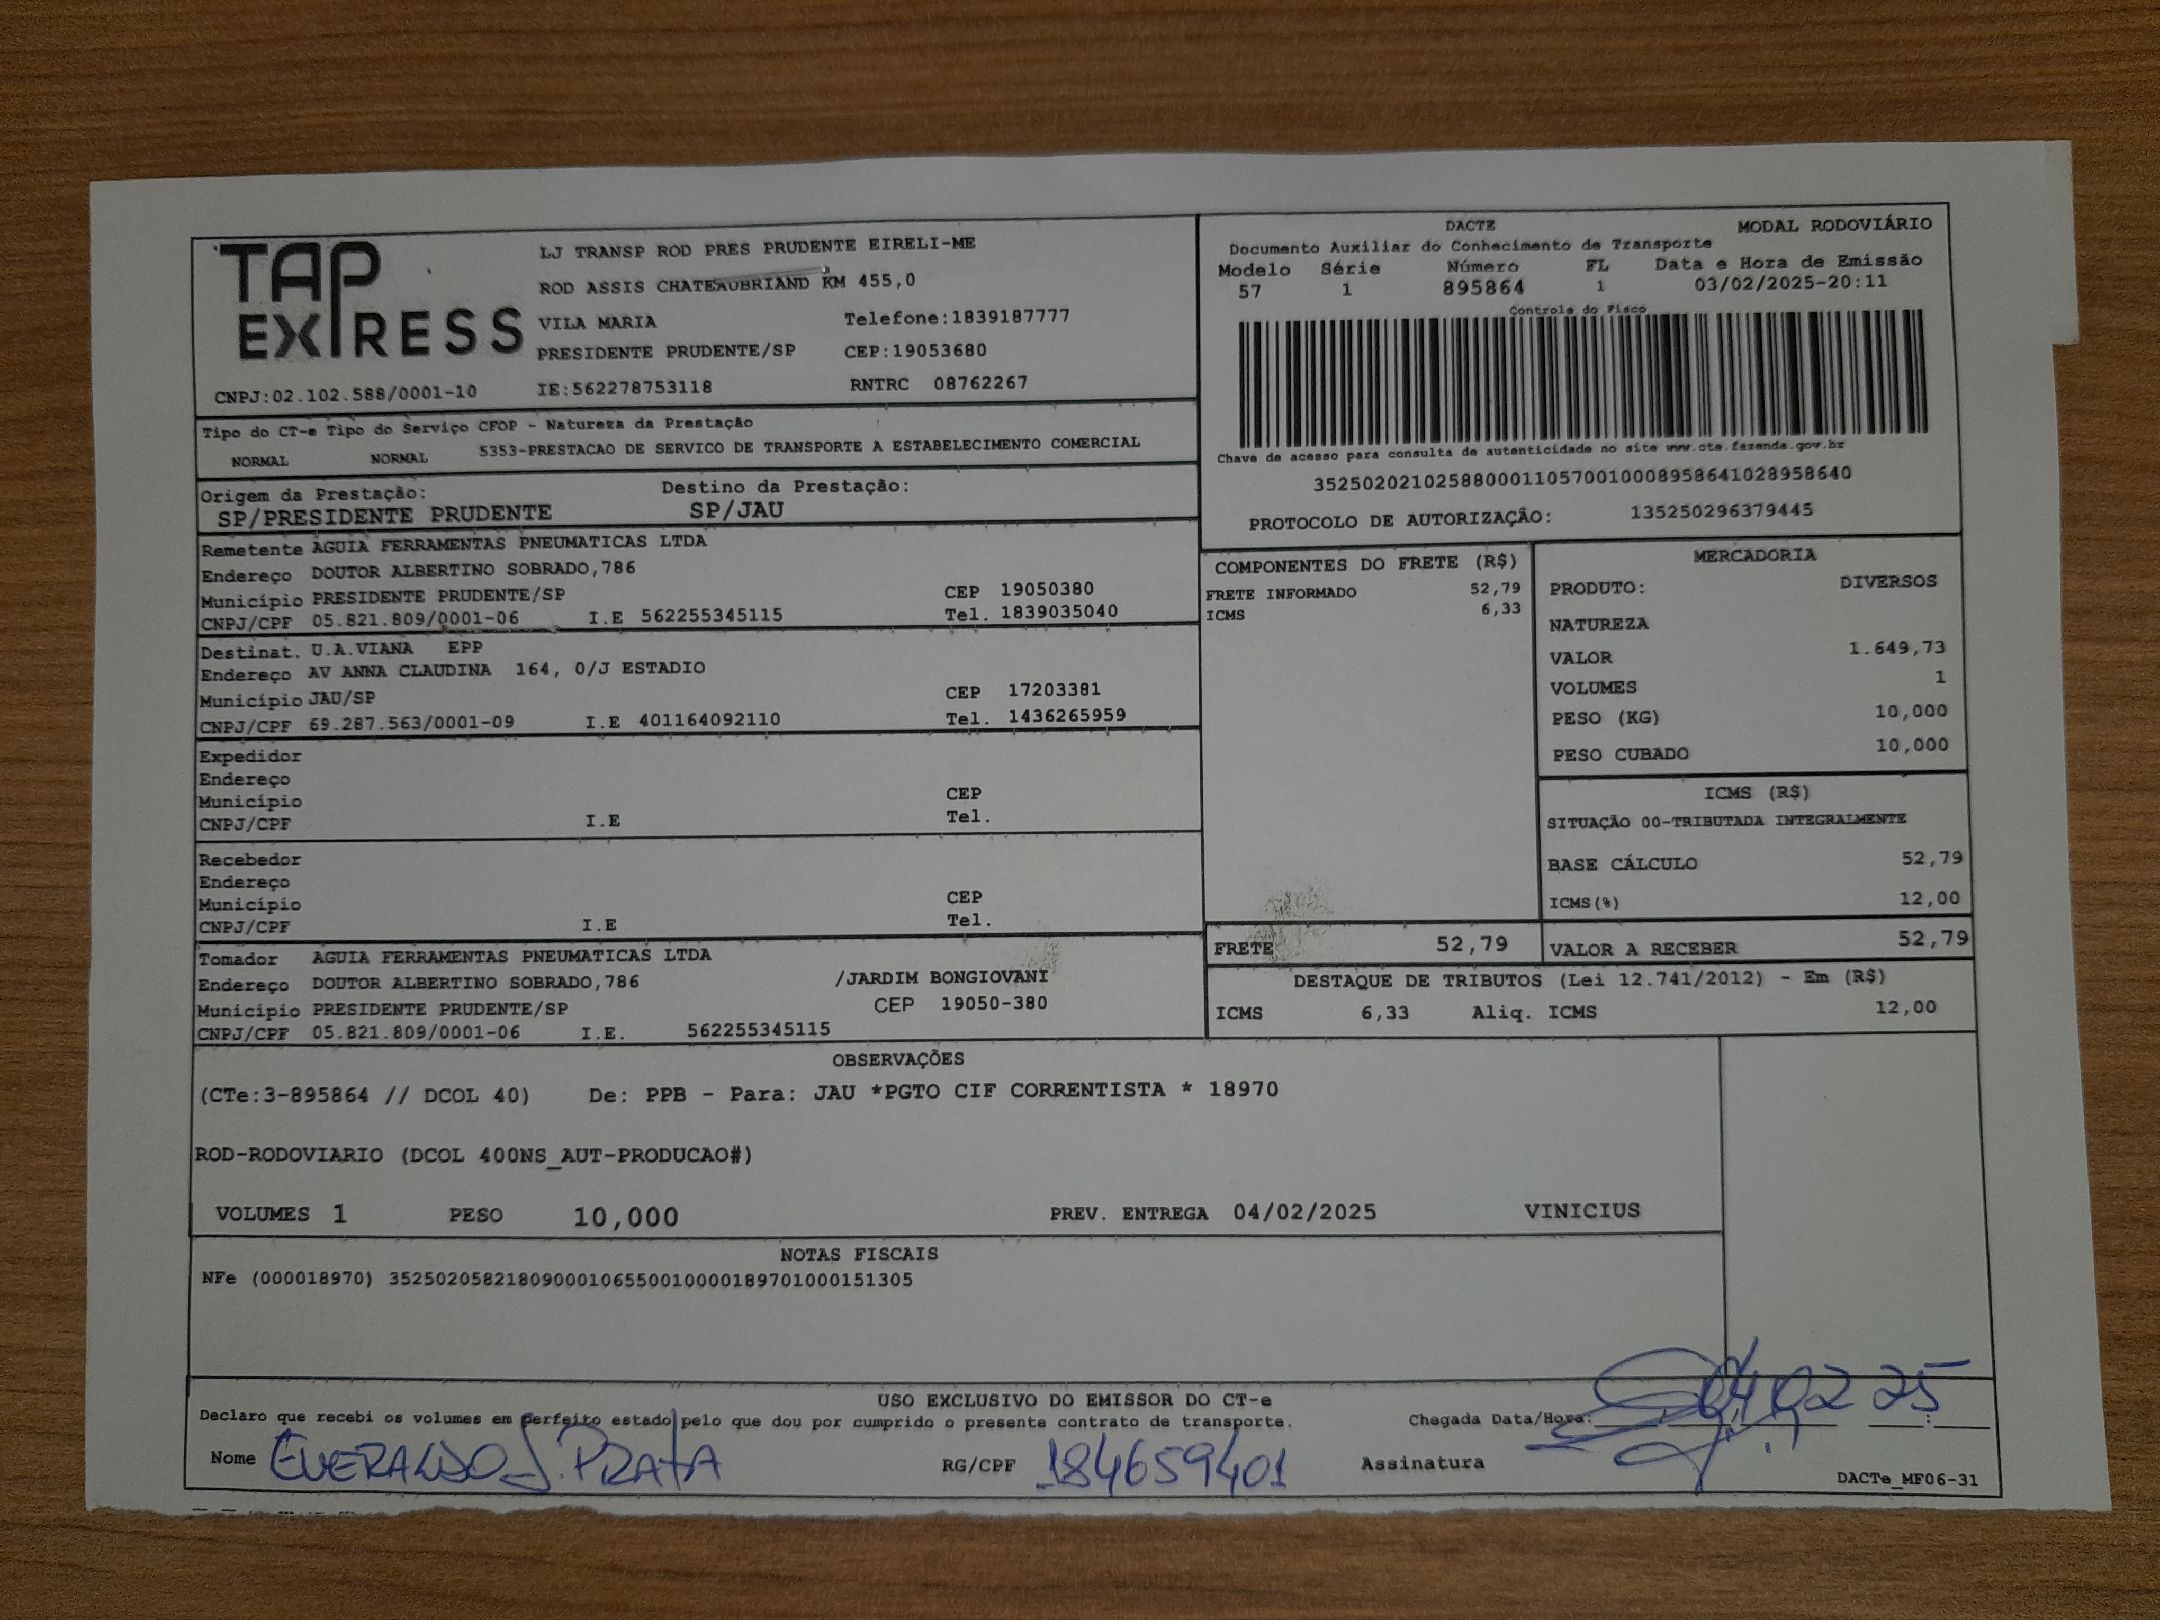 TAP
EXPRESS
LJ TRANSP ROD PRES PRUDENTE EIRELI-ME
ROD ASSIS CHATEAUBRIAND KM 455,0
VILA MARIA Telefone:1839187777
PRESIDENTE PRUDENTE/SP CEP:19053680
CNPJ:02.102.588/0001-10 IE:562278753118 RNTRC 08762267
DACTE MODAL RODOVIÁRIO
Documento Auxiliar do Conhecimento de Transporte
Modelo Série Número FL Data e Hora de Emissão
57 1 895864 1 03/02/2025-20:11
Controle do Fisco
Chave de acesso para consulta de autenticidade no site www.cte.fazenda.gov.br
35250202102588000110570010008958641028958640
PROTOCOLO DE AUTORIZAÇÃO: 135250296379445
Tipo do CT-e Tipo do Serviço CFOP - Natureza da Prestação
NORMAL NORMAL 5353-PRESTACAO DE SERVICO DE TRANSPORTE A ESTABELECIMENTO COMERCIAL
Origem da Prestação: Destino da Prestação:
SP/PRESIDENTE PRUDENTE SP/JAU
Remetente AGUIA FERRAMENTAS PNEUMATICAS LTDA
Endereço DOUTOR ALBERTINO SOBRADO,786
Município PRESIDENTE PRUDENTE/SP CEP 19050380
CNPJ/CPF 05.821.809/0001-06 I.E 562255345115 Tel. 1839035040
Destinat. U.A.VIANA EPP
Endereço AV ANNA CLAUDINA 164, 0/J ESTADIO
Município JAU/SP CEP 17203381
CNPJ/CPF 69.287.563/0001-09 I.E 401164092110 Tel. 1436265959
Expedidor
Endereço
Município CEP
CNPJ/CPF I.E Tel.
Recebedor
Endereço
Município CEP
CNPJ/CPF I.E Tel.
Tomador AGUIA FERRAMENTAS PNEUMATICAS LTDA
Endereço DOUTOR ALBERTINO SOBRADO,786 /JARDIM BONGIOVANI
Município PRESIDENTE PRUDENTE/SP CEP 19050-380
CNPJ/CPF 05.821.809/0001-06 I.E. 562255345115
COMPONENTES DO FRETE (R$)
FRETE INFORMADO 52,79
ICMS 6,33
MERCADORIA
PRODUTO: DIVERSOS
NATUREZA
VALOR 1.649,73
VOLUMES 1
PESO (KG) 10,000
PESO CUBADO 10,000
ICMS (R$)
SITUAÇÃO 00-TRIBUTADA INTEGRALMENTE
BASE CÁLCULO 52,79
ICMS(%) 12,00
FRETE 52,79 VALOR A RECEBER 52,79
DESTAQUE DE TRIBUTOS (Lei 12.741/2012) - Em (R$)
ICMS 6,33 Aliq. ICMS 12,00
OBSERVAÇÕES
(CTe:3-895864 // DCOL 40) De: PPB - Para: JAU *PGTO CIF CORRENTISTA * 18970
ROD-RODOVIARIO (DCOL 400NS_AUT-PRODUCAO#)
VOLUMES 1 PESO 10,000 PREV. ENTREGA 04/02/2025 VINICIUS
NOTAS FISCAIS
NFe (000018970) 35250205821809000106550010000189701000151305
USO EXCLUSIVO DO EMISSOR DO CT-e
Declaro que recebi os volumes em perfeito estado pelo que dou por cumprido o presente contrato de transporte. Chegada Data/Hora: 04 02 25
Nome EVERALDO J. PRATA RG/CPF 184659401 Assinatura
DACTe_MF06-31